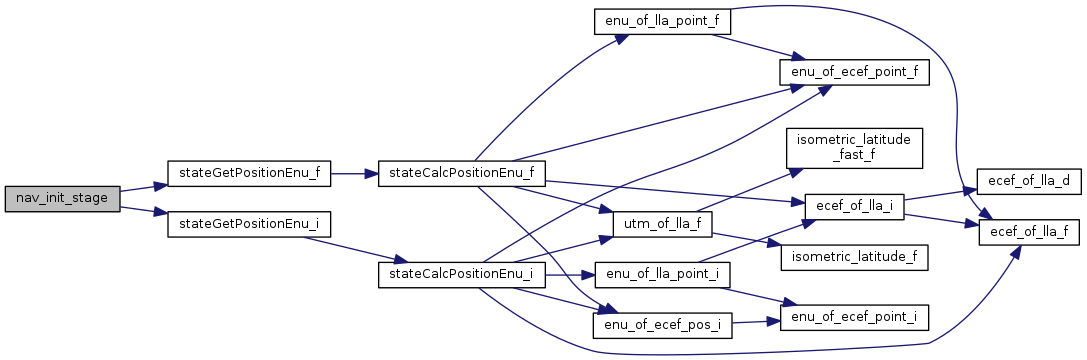 nav_init_stage
stateGetPositionEnu_f
stateGetPositionEnu_i
stateCalcPositionEnu_f
stateCalcPositionEnu_i
enu_of_lla_point_f
utm_of_lla_f
enu_of_lla_point_i
enu_of_ecef_pos_i
enu_of_ecef_point_f
isometric_latitude
_fast_f
ecef_of_lla_i
isometric_latitude_f
enu_of_ecef_point_i
ecef_of_lla_d
ecef_of_lla_f